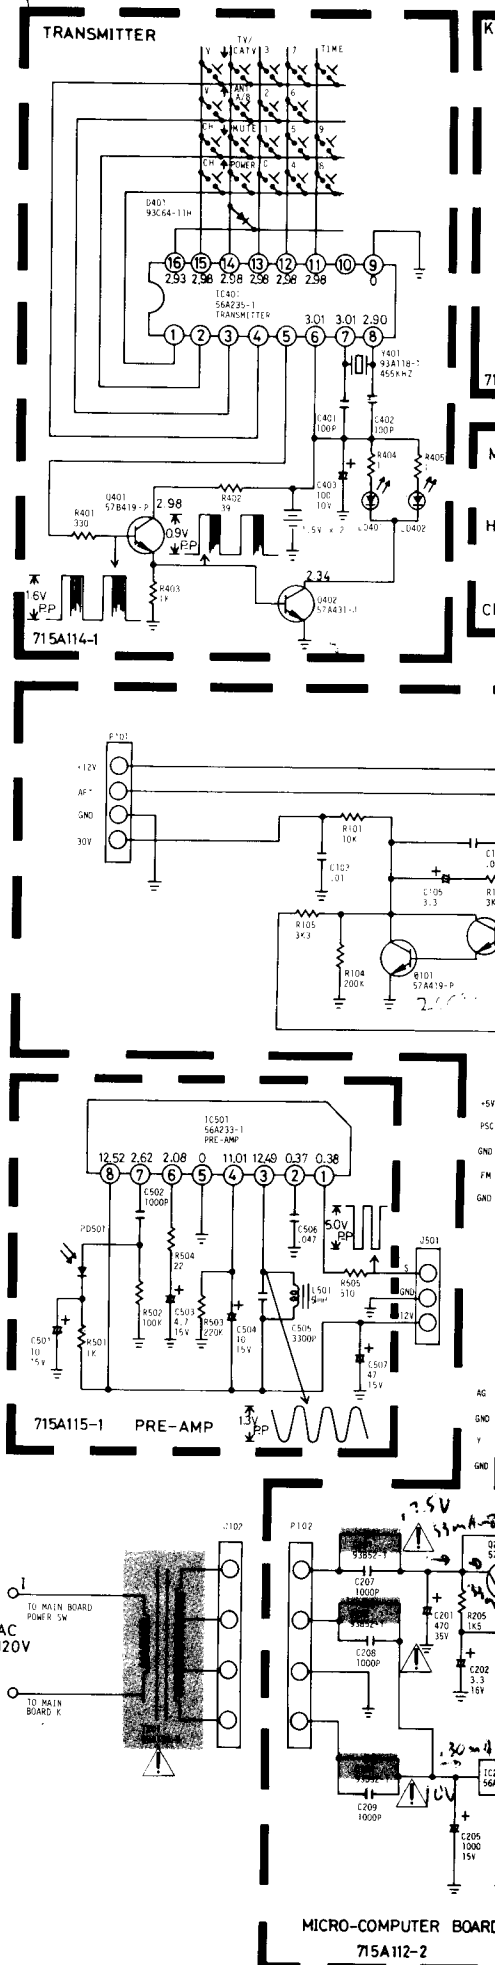 TRANSMITTER
V TV/CATV 3 7 TIME
V ANT A/B 2 6
CH MUTE 1 5 9
CH POWER 4 8
D401
93C64-11H
16 15 14 13 12 11 10 9
2.93 2.98 2.98 2.98 2.98 2.98 0
IC401
56A235-1
TRANSMITTER
3.01 3.01 2.90
1 2 3 4 5 6 7 8
Y401
455KHZ
C401
100P
C402
100P
R404
1
R405
C403
100
10V
LD402
Q401
57B419-P
2.98
R401
330
R402
39
0.9V
P.P
1.5V x 2
R403
1K
1.6V
P.P
2.34
Q402
715A114-1
P101
+12V
GND
30V
R101
10K
C103
.01
C105
3.3
R105
3K3
R104
200K
Q101
57A419-P
IC501
56A233-1
PRE-AMP
12.52 2.62 2.08 0 11.01 12.49 0.37 0.38
8 7 6 5 4 3 2 1
C502
1000P
PD501
R504
22
C506
.047
5.0V
P.P
J501
S
GND
12V
R505
510
L501
R502
100K
C503
4.7
16V
R503
220K
C504
10
15V
C505
3300P
C501
10
15V
R501
1K
C507
47
15V
715A115-1 PRE-AMP
1.3V
P.P
+5V
PSC
GND
FM
GND
AG
GND
Y
GND
J102
P102
I
TO MAIN BOARD
POWER SW
AC
120V
TO MAIN
BOARD K
93B52-1
C207
1000P
93B52-1
C208
1000P
C209
1000P
C201
470
35V
R205
1K5
C202
3.3
16V
10V
C205
1000
15V
MICRO-COMPUTER BOARD
715A112-2